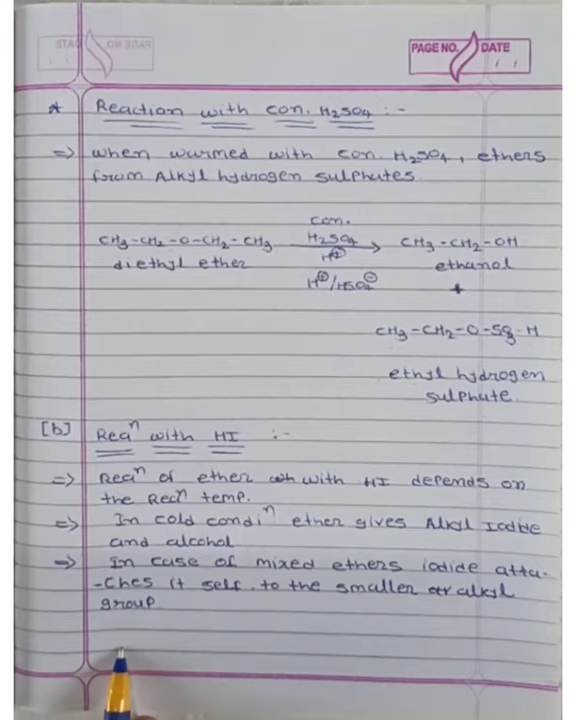 PAGE NO. DATE
* Reaction with con. H2SO4 :-
=> when warmed with con. H2SO4, ethers
from Alkyl hydrogen sulphates
CH3-CH2-O-CH2-CH3 con. H2SO4 H⊕ → CH3-CH2-OH
diethyl ether H⊕/HSO4⊖ ethanol
+
CH3-CH2-O-SO3-H
ethyl hydrogen
sulphate
[b] Reaⁿ with HI :-
=> Reaⁿ of ether with HI depends on
the Reaⁿ temp.
=> In cold condiⁿ ether gives Alkyl Iodide
and alcohol
=> In case of mixed ethers iodide atta-
-ches it self. to the smaller alkyl
group